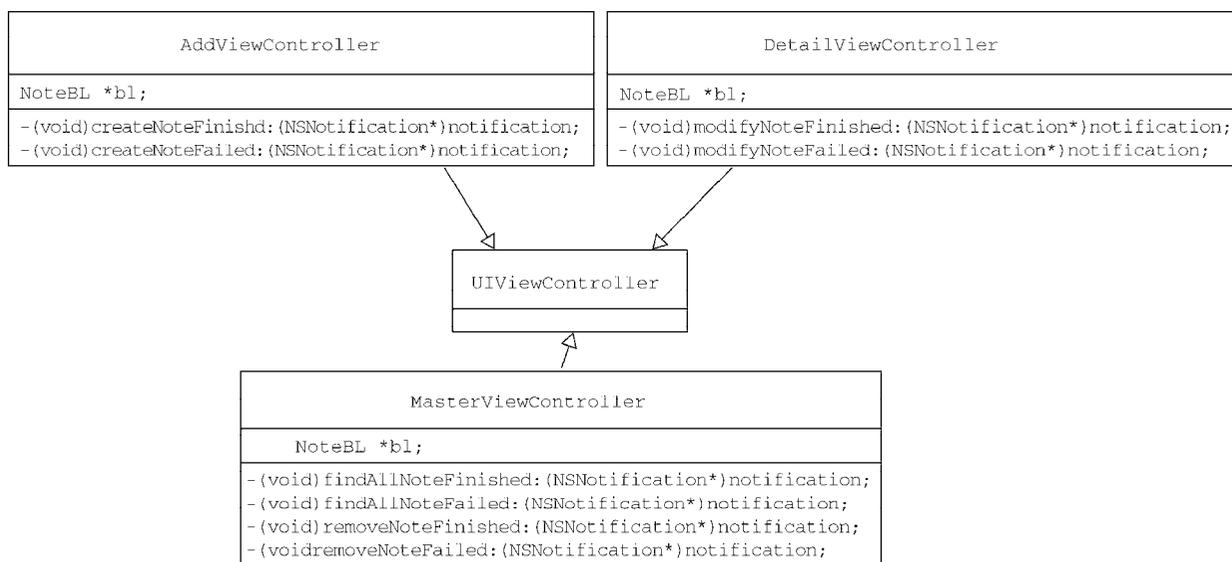 AddViewController
NoteBL *bl;
-(void)createNoteFinishd:(NSNotification*)notification;
-(void)createNoteFailed:(NSNotification*)notification;
DetailViewController
NoteBL *bl;
-(void)modifyNoteFinished:(NSNotification*)notification;
-(void)modifyNoteFailed:(NSNotification*)notification;
UIViewController
MasterViewController
NoteBL *bl;
-(void)findAllNoteFinished:(NSNotification*)notification;
-(void)findAllNoteFailed:(NSNotification*)notification;
-(void)removeNoteFinished:(NSNotification*)notification;
-(voidremoveNoteFailed:(NSNotification*)notification;